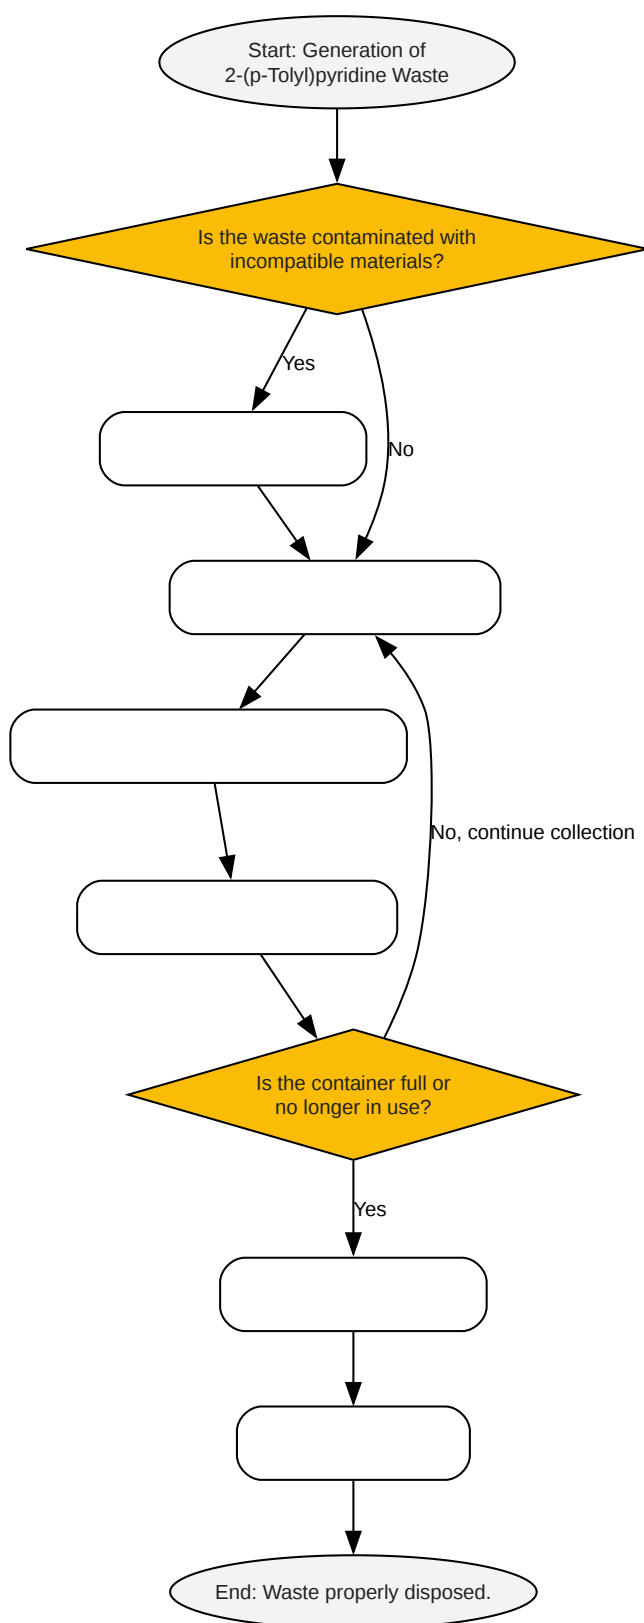 Start: Generation of
2-(p-Tolyl)pyridine Waste
Is the waste contaminated with
incompatible materials?
Yes
No
No, continue collection
Is the container full or
no longer in use?
Yes
End: Waste properly disposed.